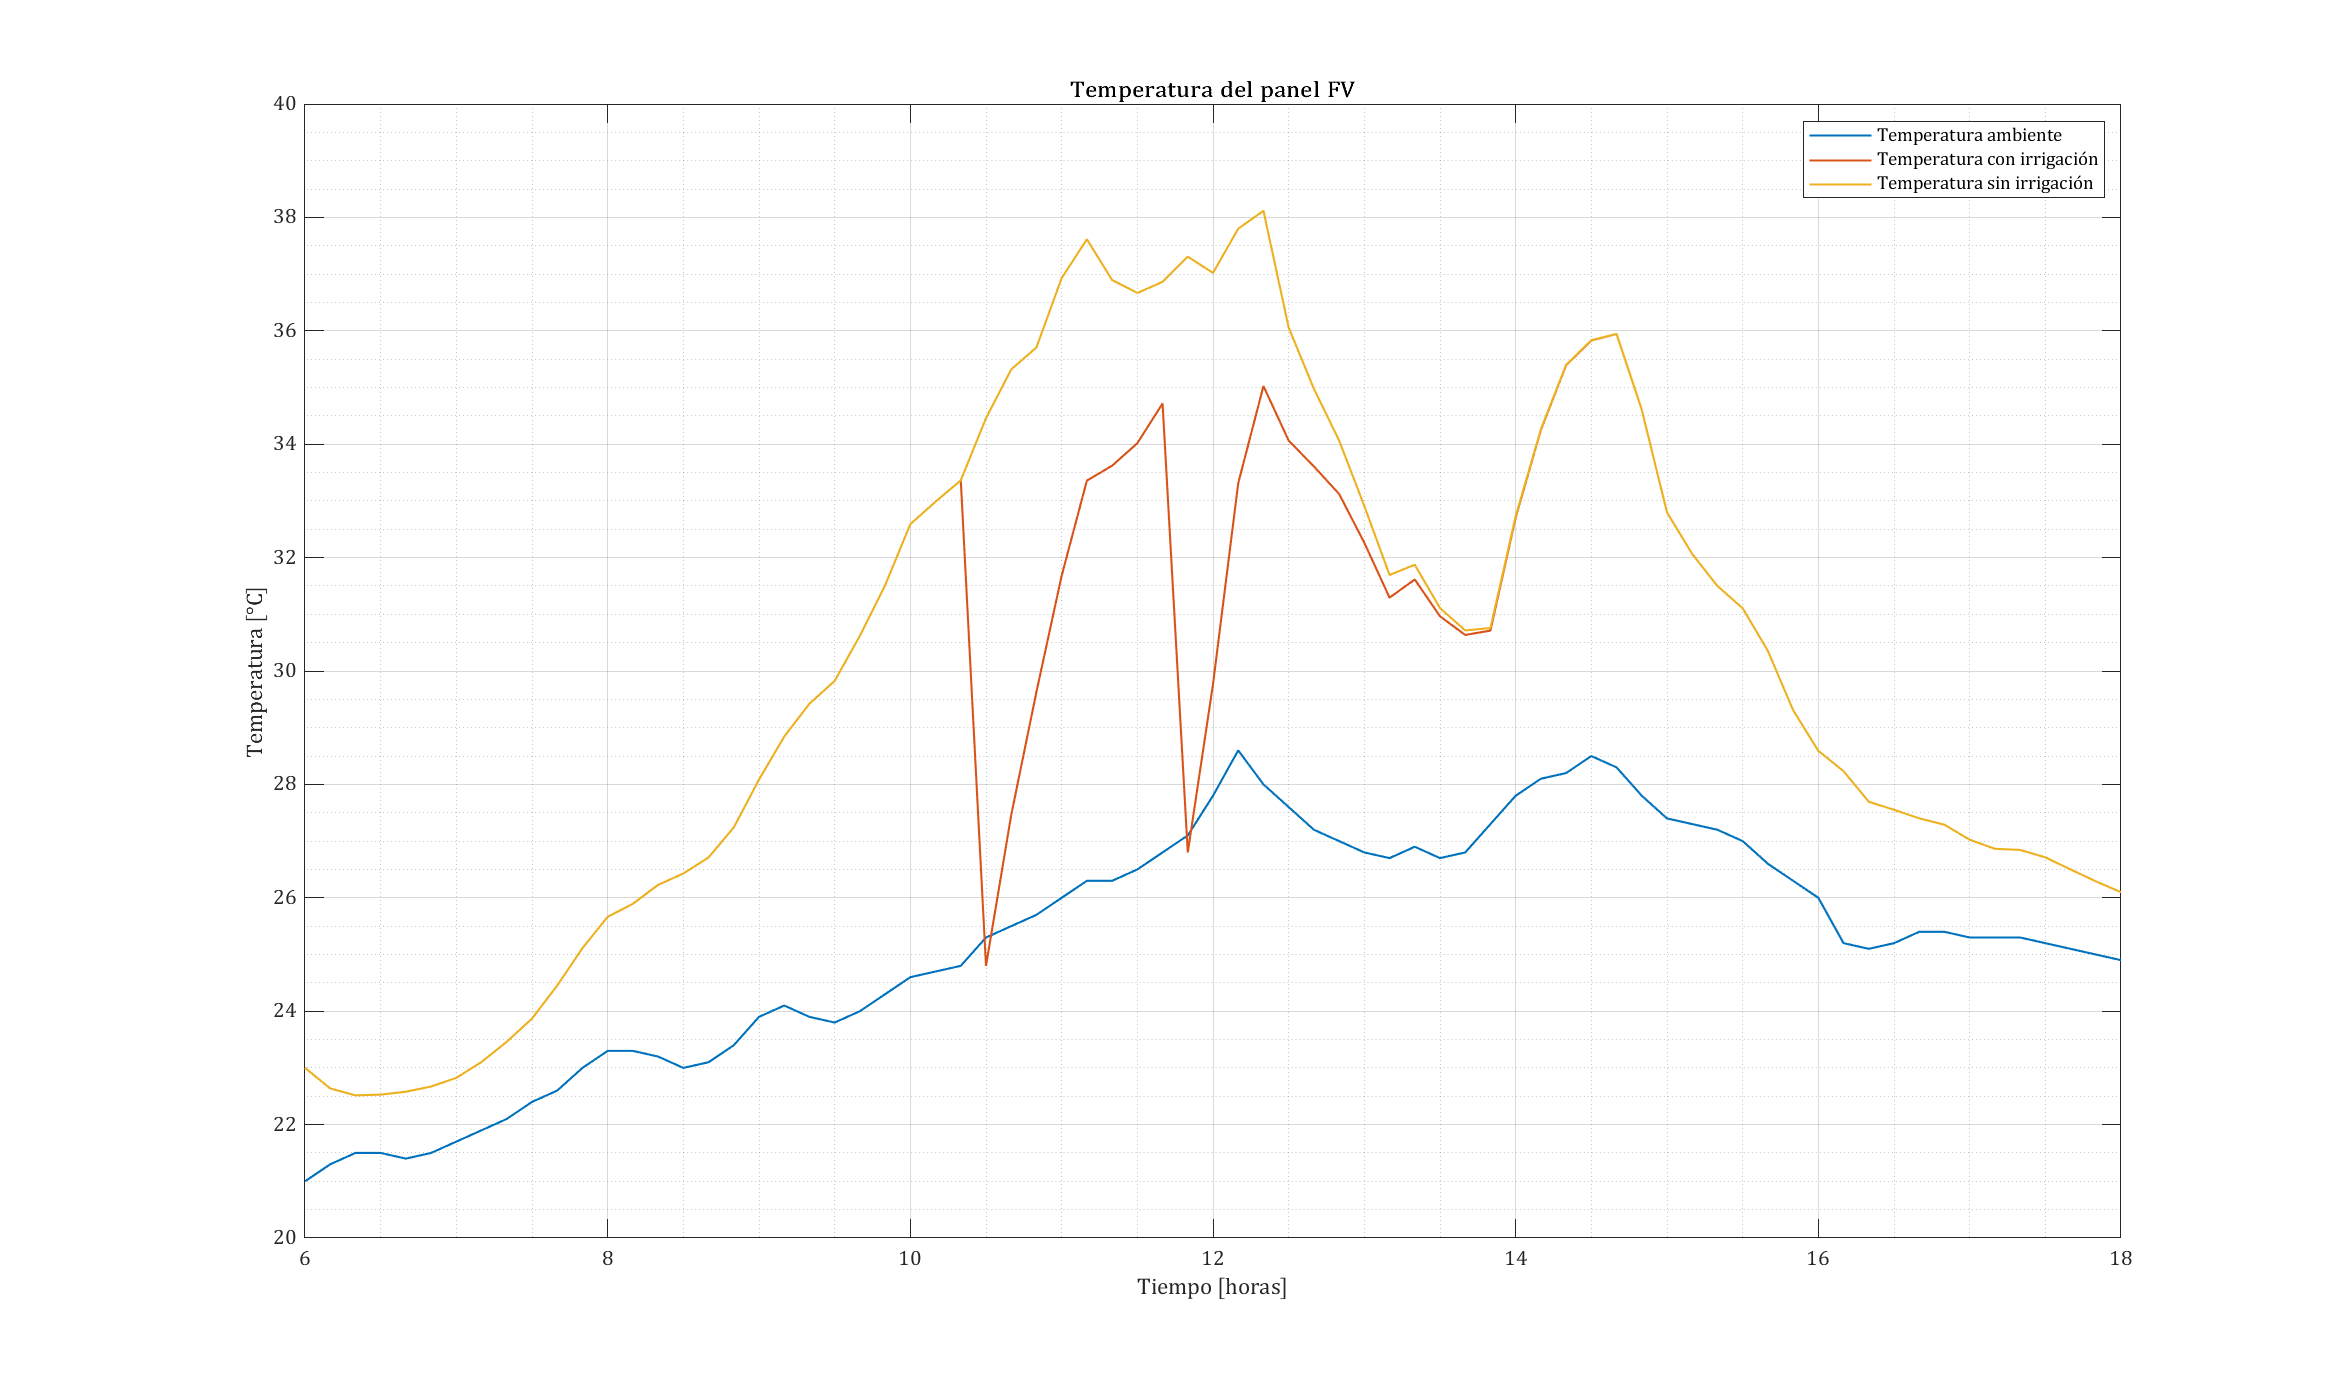 Temperatura del panel FV
40
38
36
34
32
30
28
26
24
22
20
Temperatura [°C]
Temperatura ambiente
Temperatura con irrigación
Temperatura sin irrigación
6 8 10 12 14 16 18
Tiempo [horas]